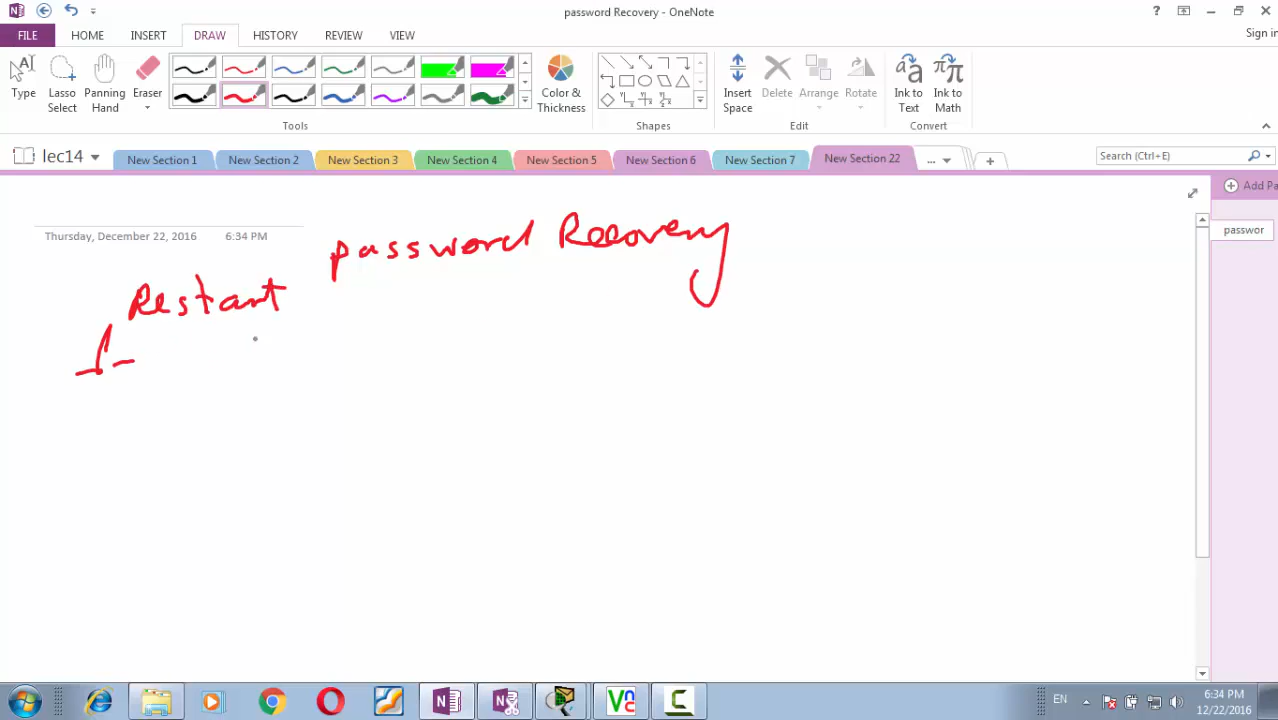 password Recovery - OneNote
?
Sign in
FILE HOME INSERT DRAW HISTORY REVIEW VIEW
Type
Lasso Select
Panning Hand
Eraser
Color & Thickness
Insert Space
Delete
Arrange
Rotate
Ink to Text
Ink to Math
Tools
Shapes
Edit
Convert
lec14
New Section 1 New Section 2 New Section 3 New Section 4 New Section 5 New Section 6 New Section 7 New Section 22 ...
Search (Ctrl+E)
Add Pa
passwor
Thursday, December 22, 2016 6:34 PM
password Recovery
Restart
1-
EN
6:34 PM
12/22/2016